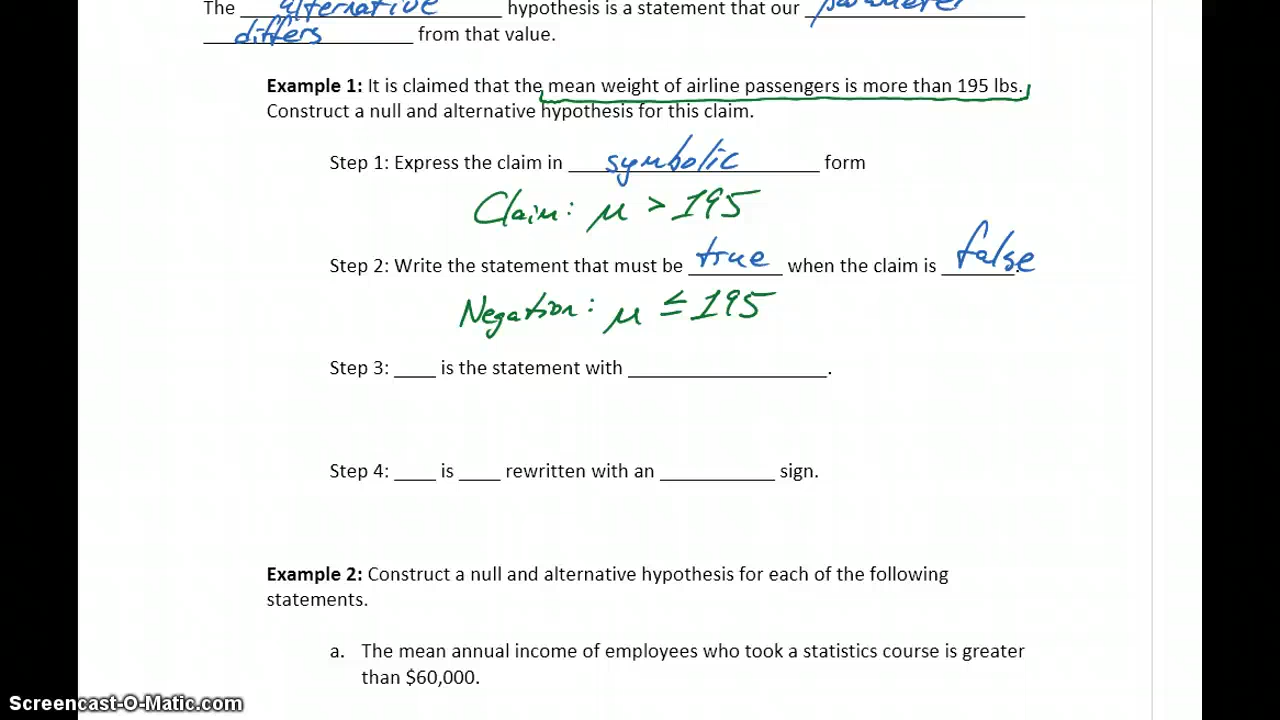 The alternative hypothesis is a statement that our parameter
differs from that value.
Example 1: It is claimed that the mean weight of airline passengers is more than 195 lbs.
Construct a null and alternative hypothesis for this claim.
Step 1: Express the claim in symbolic form
Claim: μ > 195
Step 2: Write the statement that must be true when the claim is false.
Negation: μ ≤ 195
Step 3: ____ is the statement with ___________________.
Step 4: ____ is ____ rewritten with an ___________ sign.
Example 2: Construct a null and alternative hypothesis for each of the following
statements.
a. The mean annual income of employees who took a statistics course is greater
than $60,000.
Screencast-O-Matic.com